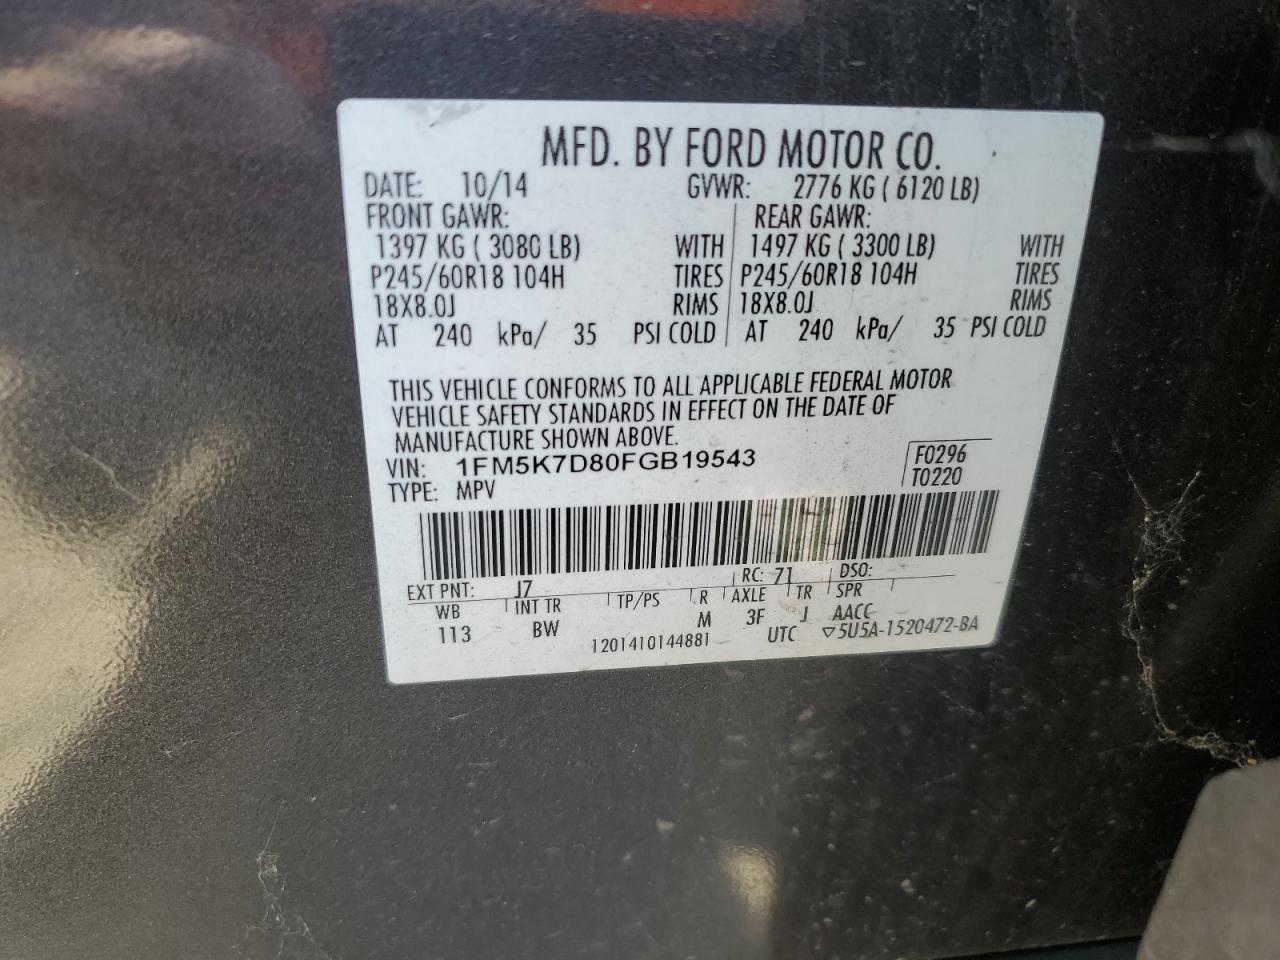 MFD. BY FORD MOTOR CO.
DATE: 10/14 GVWR: 2776 KG ( 6120 LB)
FRONT GAWR: REAR GAWR:
1397 KG ( 3080 LB) WITH 1497 KG ( 3300 LB) WITH
P245/60R18 104H TIRES P245/60R18 104H TIRES
18X8.0J RIMS 18X8.0J RIMS
AT 240 kPa/ 35 PSI COLD AT 240 kPa/ 35 PSI COLD
THIS VEHICLE CONFORMS TO ALL APPLICABLE FEDERAL MOTOR
VEHICLE SAFETY STANDARDS IN EFFECT ON THE DATE OF
MANUFACTURE SHOWN ABOVE.
VIN: 1FM5K7D80FGB19543 F0296
TYPE: MPV T0220
EXT PNT: J7 RC: 71 DSO:
WB INT TR TP/PS R AXLE TR SPR
113 BW M 3F J AACC
1201410144881 UTC ▽5U5A-1520472-BA